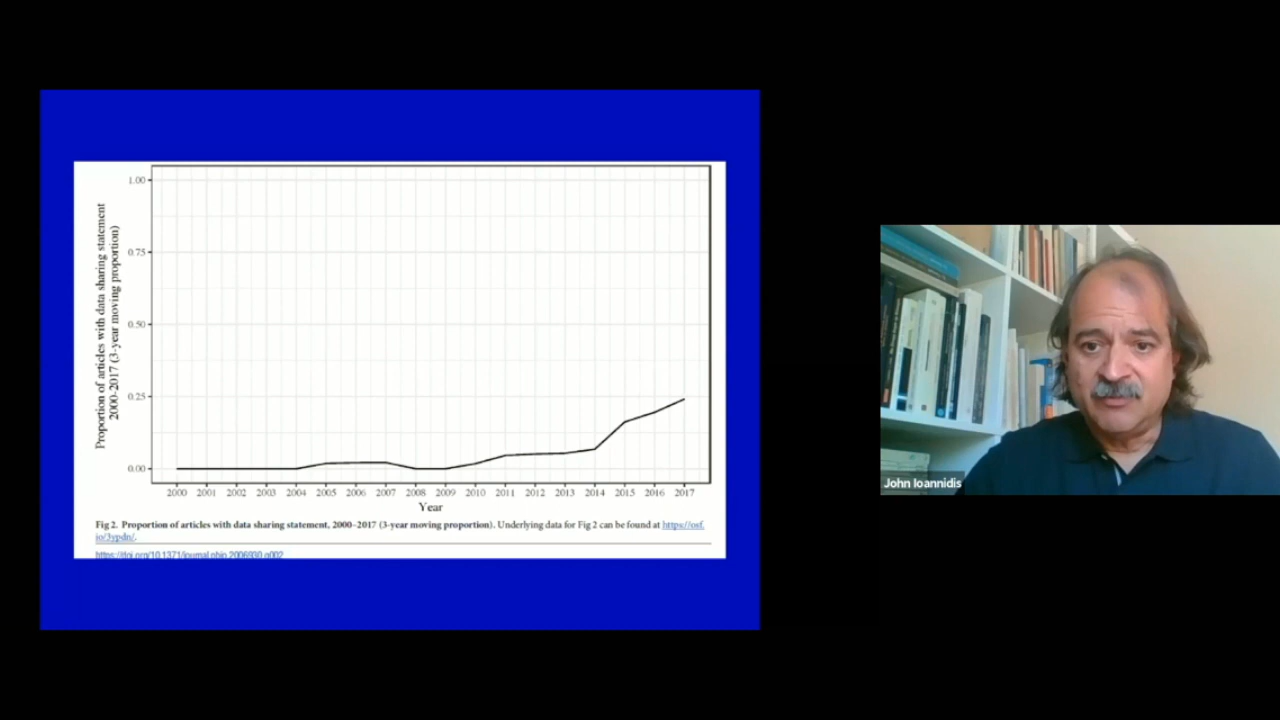 1.00
0.75
0.50
0.25
0.00
Proportion of articles with data sharing statement
2000-2017 (3-year moving proportion)
2000 2001 2002 2003 2004 2005 2006 2007 2008 2009 2010 2011 2012 2013 2014 2015 2016 2017
Year
Fig 2. Proportion of articles with data sharing statement, 2000–2017 (3-year moving proportion). Underlying data for Fig 2 can be found at https://osf.
io/3ypdn/.
https://doi.org/10.1371/journal.pbio.2006930.g002
John Ioannidis